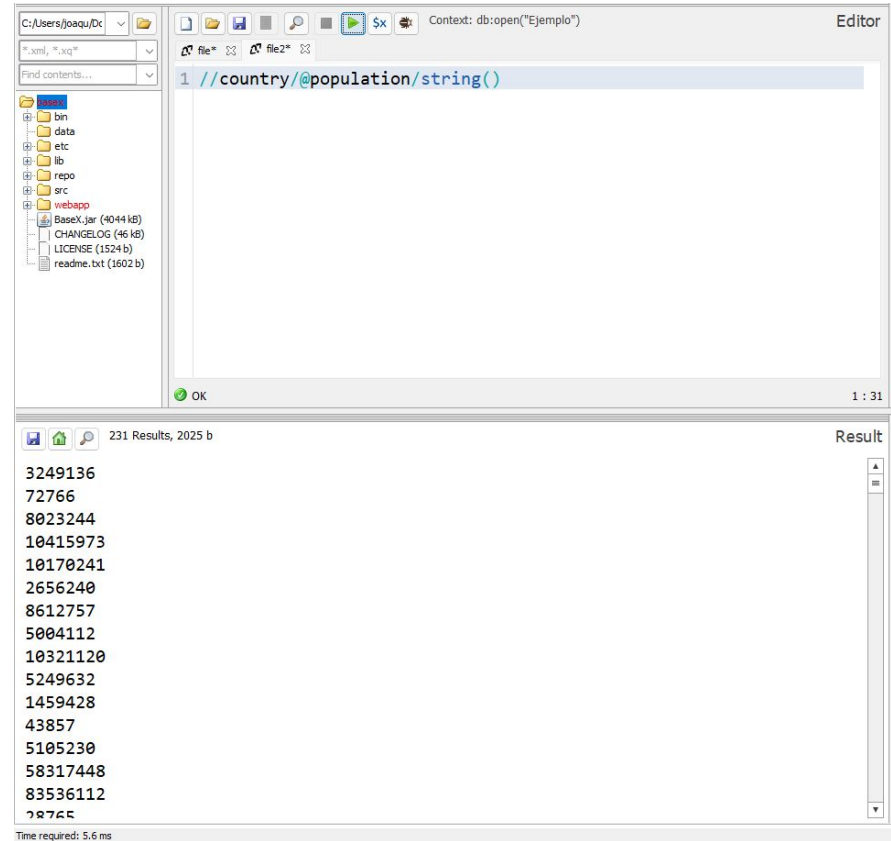 C:/Users/joaqu/Dc
*.xml, *.xq*
Find contents...
basex
bin
data
etc
lib
repo
src
webapp
BaseX.jar (4044 kB)
CHANGELOG (46 kB)
LICENSE (1524 b)
readme.txt (1602 b)
$x
Context: db:open("Ejemplo")
Editor
file*
file2*
1 //country/@population/string()
OK
1 : 31
231 Results, 2025 b
Result
3249136
72766
8023244
10415973
10170241
2656240
8612757
5004112
10321120
5249632
1459428
43857
5105230
58317448
83536112
28765
Time required: 5.6 ms